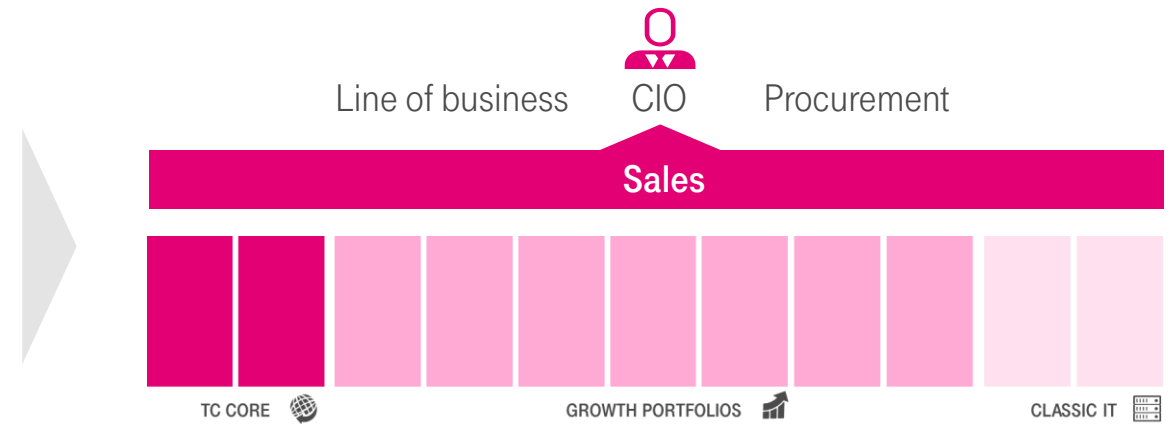 Line of business CIO Procurement
Sales
TC CORE GROWTH PORTFOLIOS CLASSIC IT